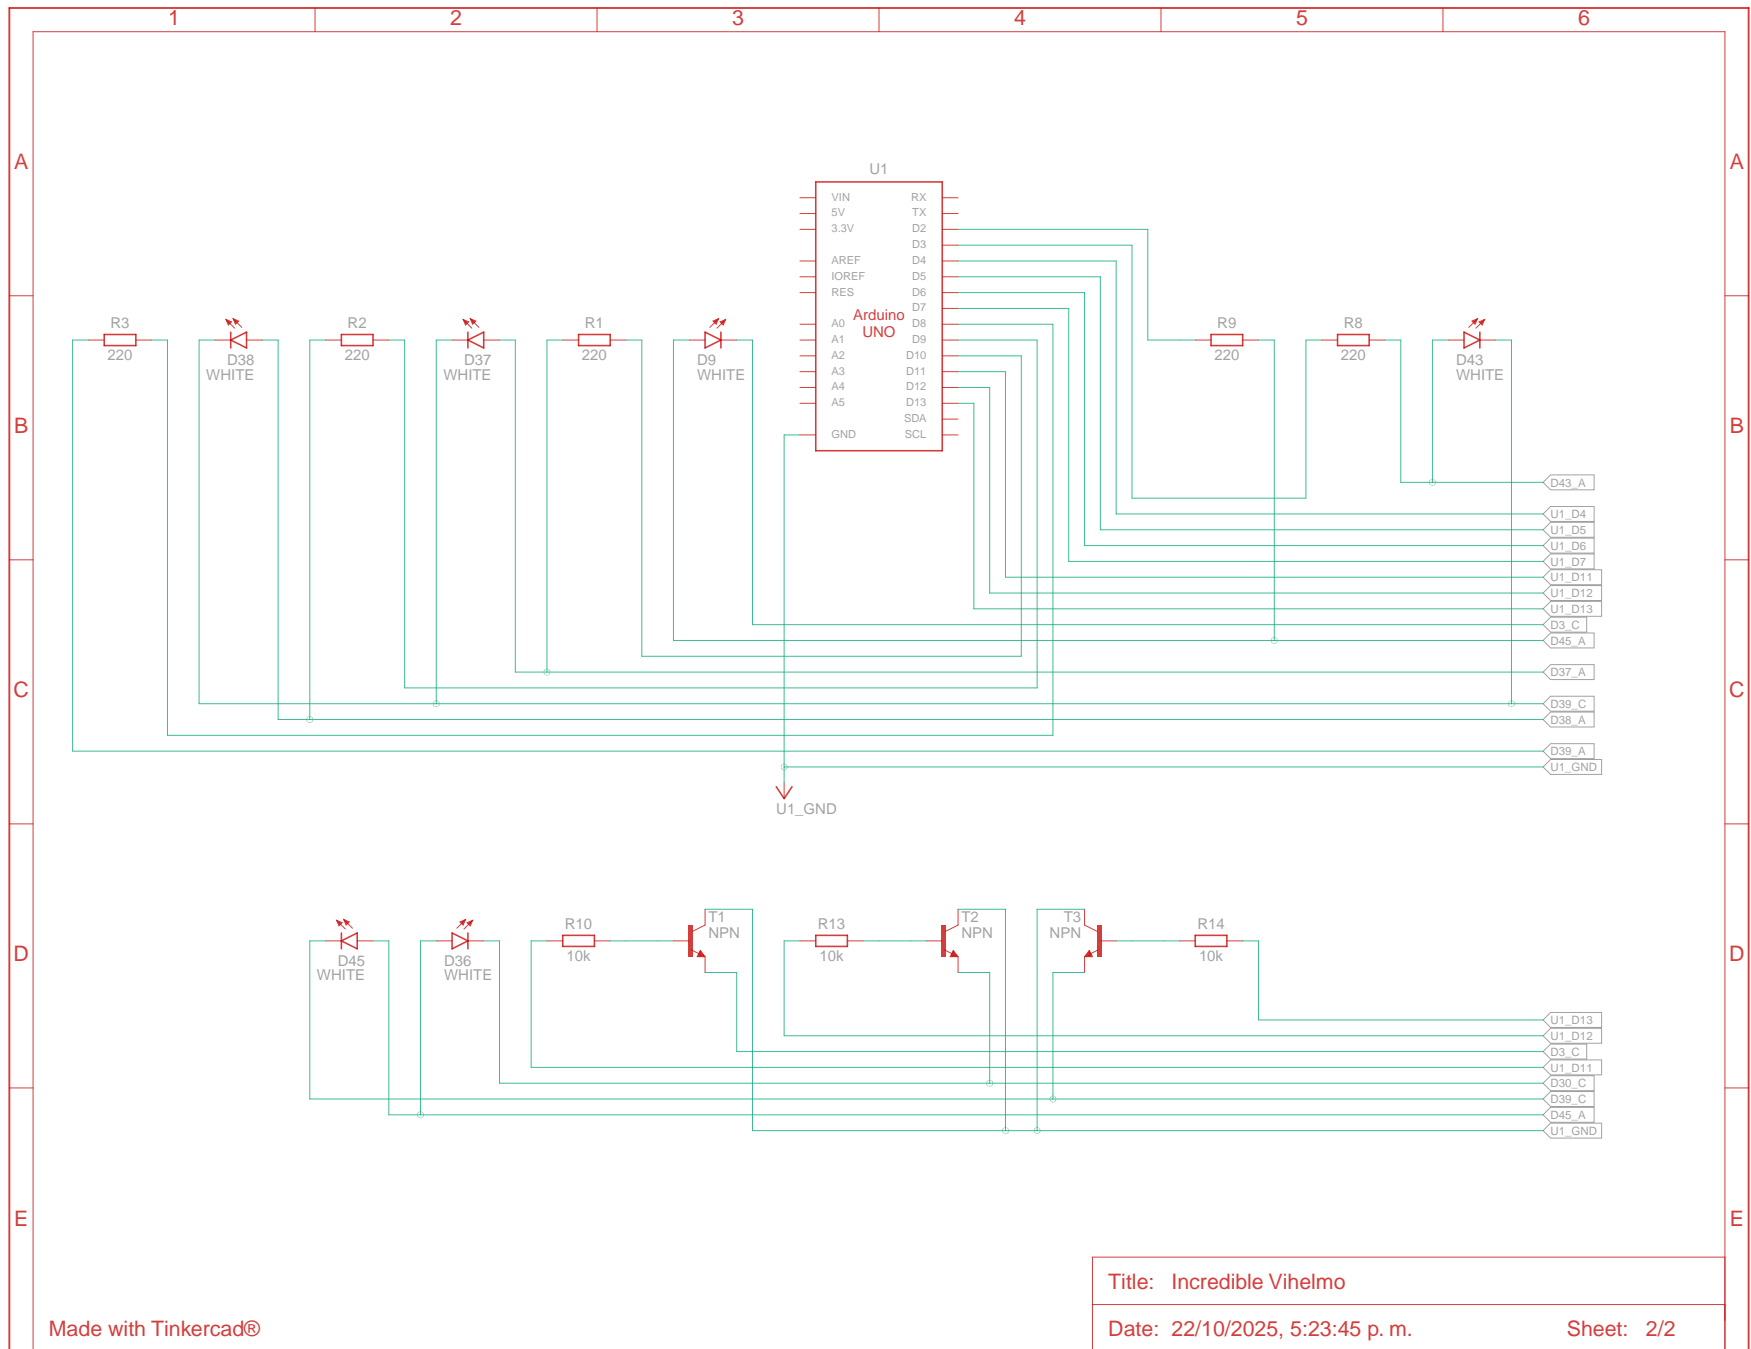 1 2 3 4 5 6
A A
U1
VIN RX
5V TX
3.3V D2
D3
AREF D4
IOREF D5
RES D6
D7
Arduino
UNO
A0 D8
A1 D9
A2 D10
A3 D11
A4 D12
A5 D13
SDA
GND SCL
R3 R2 R1 R9 R8
220 D38 220 D37 220 D9 220 220 D43
WHITE WHITE WHITE WHITE
B B
D43_A
U1_D4
U1_D5
U1_D6
U1_D7
U1_D11
U1_D12
U1_D13
D3_C
D45_A
D37_A
C C
D39_C
D38_A
D39_A
U1_GND
U1_GND
R10 T1 R13 T2 T3 R14
NPN NPN NPN
D D
D45 D36 10k 10k 10k
WHITE WHITE
U1_D13
U1_D12
D3_C
U1_D11
D30_C
D39_C
D45_A
U1_GND
E E
Title: Incredible Vihelmo
Made with Tinkercad®
Date: 22/10/2025, 5:23:45 p. m. Sheet: 2/2